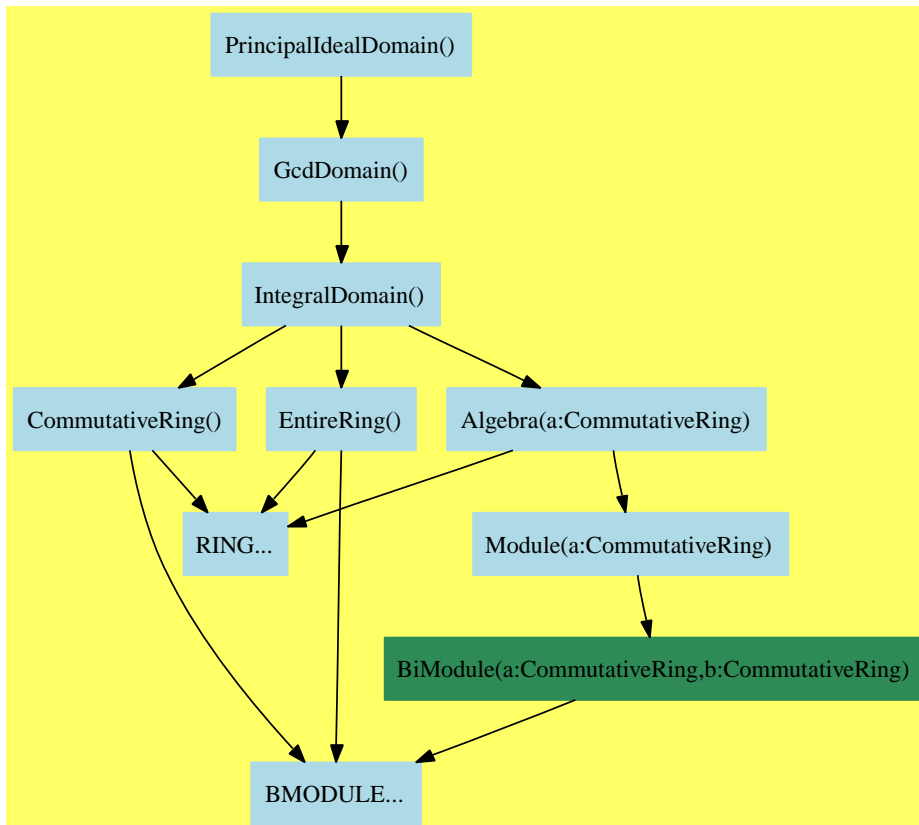 PrincipalIdealDomain()
GcdDomain()
IntegralDomain()
CommutativeRing()
EntireRing()
Algebra(a:CommutativeRing)
RING...
Module(a:CommutativeRing)
BiModule(a:CommutativeRing,b:CommutativeRing)
BMODULE...